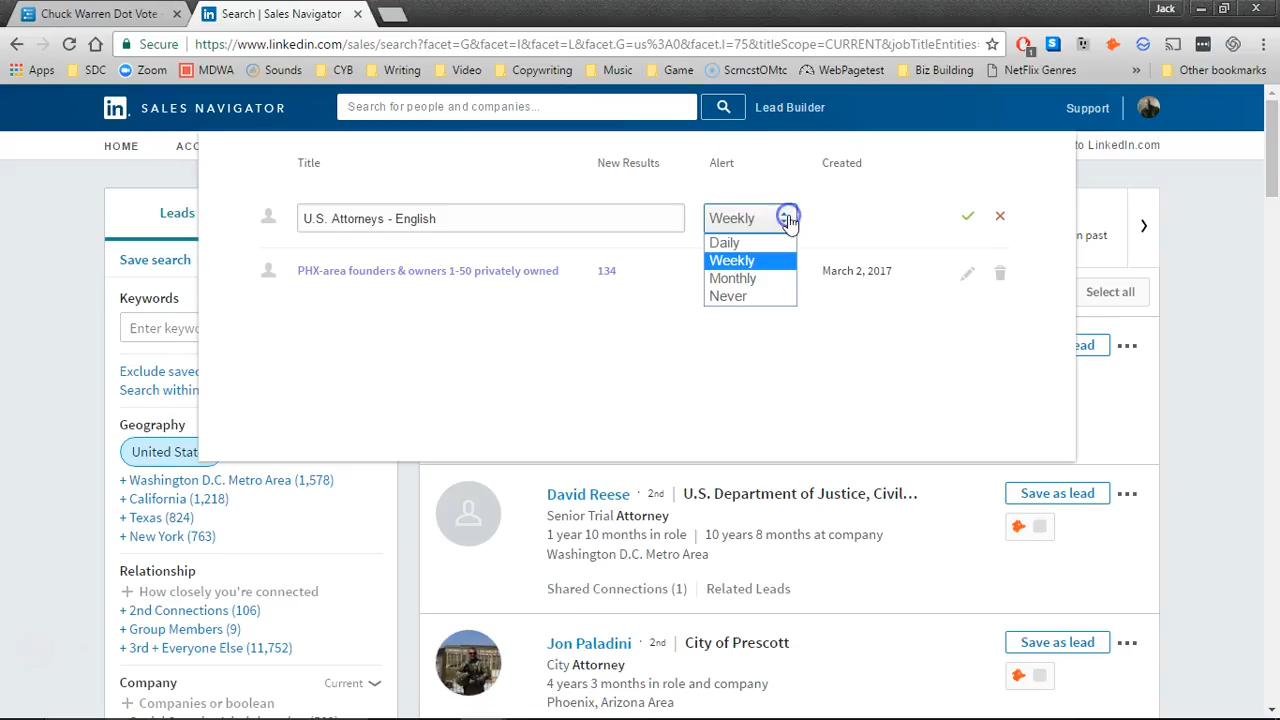 Chuck Warren Dot Vote -
Search | Sales Navigator
Jack
Secure
https://www.linkedin.com/sales/search?facet=G&facet=I&facet=L&facet.G=us%3A0&facet.I=75&titleScope=CURRENT&jobTitleEntities=
Apps
SDC
Zoom
MDWA
Sounds
CYB
Writing
Video
Copywriting
Music
Game
ScrncstOMtc
WebPagetest
Biz Building
NetFlix Genres
»
Other bookmarks
in
SALES NAVIGATOR
Search for people and companies...
Lead Builder
Support
HOME
ACC
to LinkedIn.com
Title
New Results
Alert
Created
U.S. Attorneys - English
Weekly
Daily
Weekly
Monthly
Never
PHX-area founders & owners 1-50 privately owned
134
March 2, 2017
Leads
Save search
Keywords
Enter keywo
Exclude saved
Search within
Geography
United Stat
+ Washington D.C. Metro Area (1,578)
+ California (1,218)
+ Texas (824)
+ New York (763)
Relationship
+ How closely you're connected
+ 2nd Connections (106)
+ Group Members (9)
+ 3rd + Everyone Else (11,752)
Company
Current
+ Companies or boolean
n past
Select all
ead
David Reese · 2nd | U.S. Department of Justice, Civil…
Save as lead
Senior Trial Attorney
1 year 10 months in role | 10 years 8 months at company
Washington D.C. Metro Area
Shared Connections (1) | Related Leads
Jon Paladini · 2nd | City of Prescott
Save as lead
City Attorney
4 years 3 months in role and company
Phoenix, Arizona Area